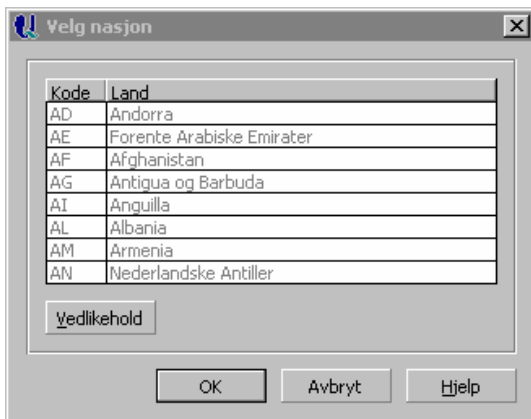 Velg nasjon
Kode Land
AD Andorra
AE Forente Arabiske Emirater
AF Afghanistan
AG Antigua og Barbuda
AI Anguilla
AL Albania
AM Armenia
AN Nederlandske Antiller
Vedlikehold
OK Avbryt Hjelp